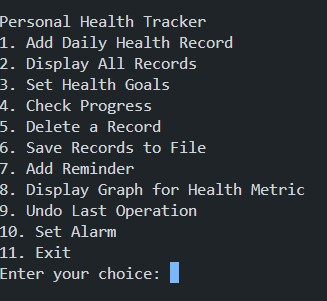 Personal Health Tracker
1. Add Daily Health Record
2. Display All Records
3. Set Health Goals
4. Check Progress
5. Delete a Record
6. Save Records to File
7. Add Reminder
8. Display Graph for Health Metric
9. Undo Last Operation
10. Set Alarm
11. Exit
Enter your choice: